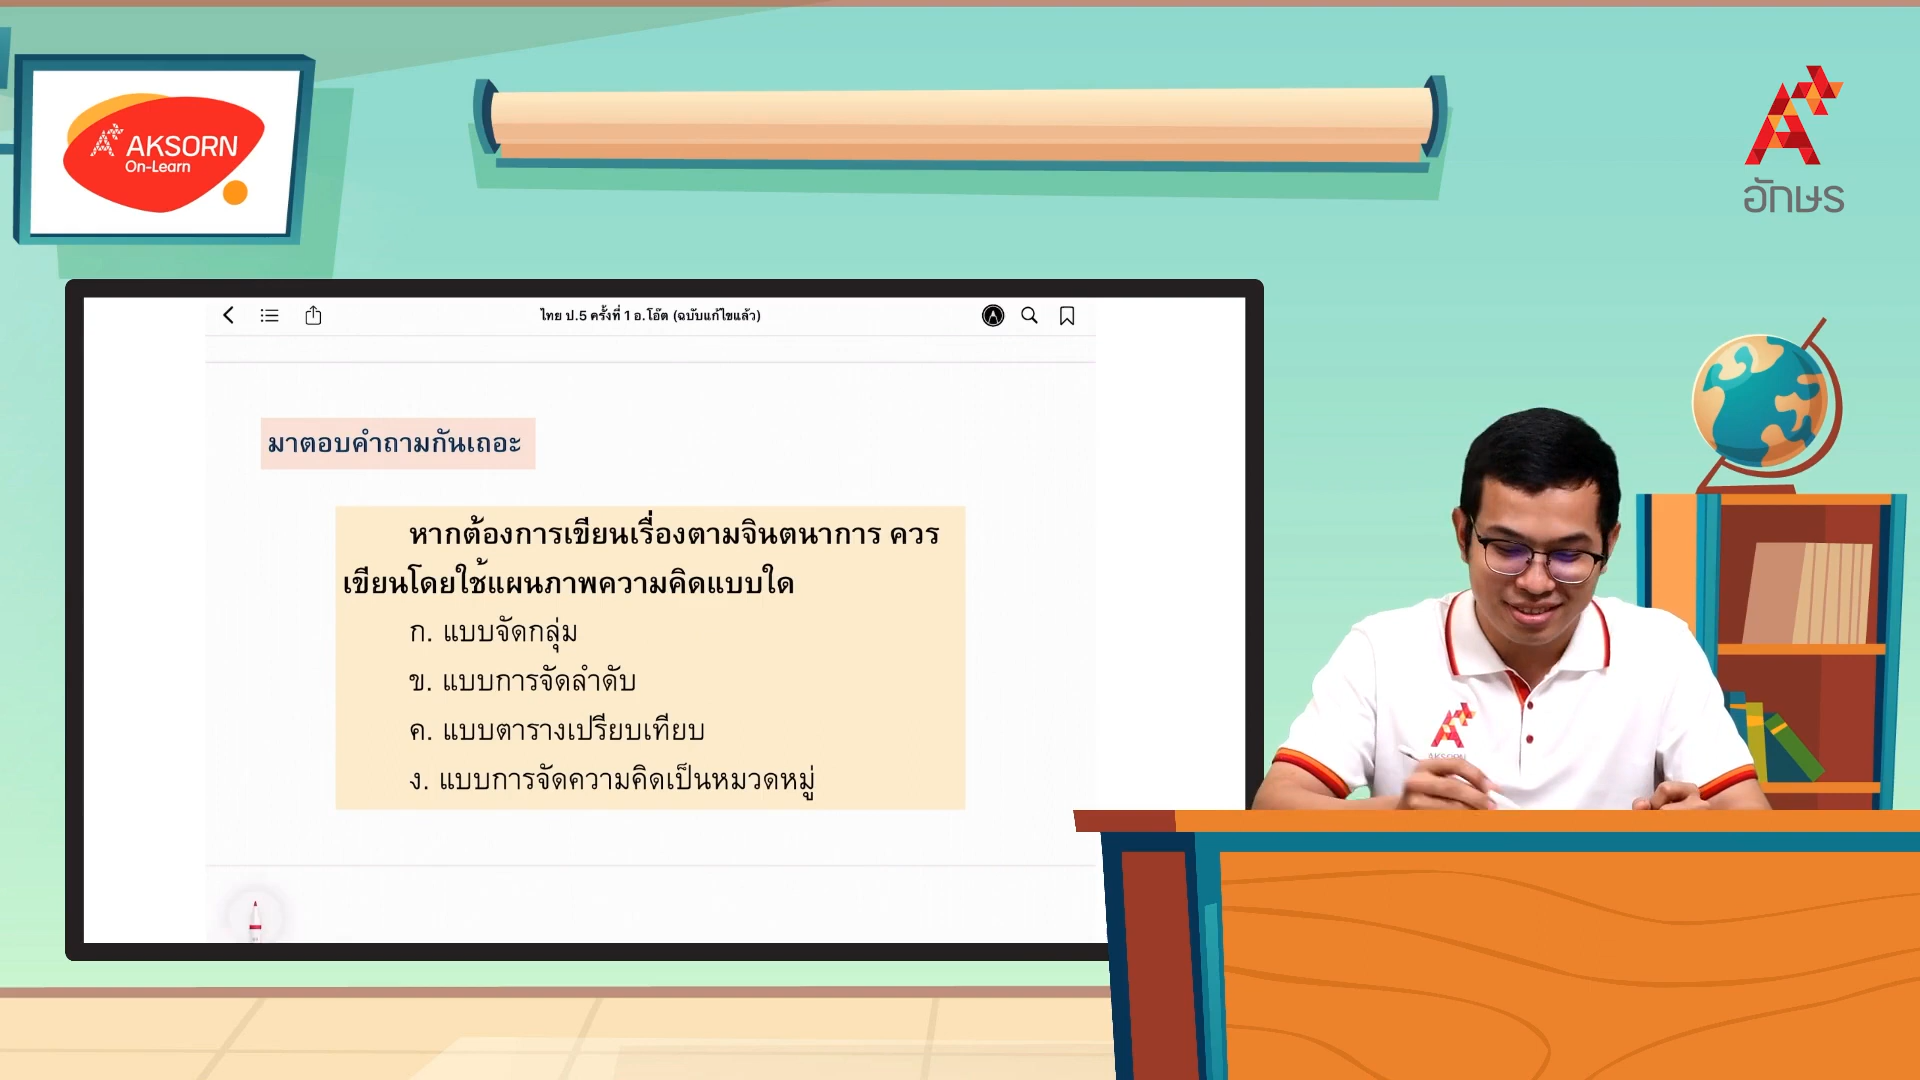 AKSORN
On-Learn
อักษร
ไทย ป.5 ครั้งที่ 1 อ.โอ๊ต (ฉบับแก้ไขแล้ว)
มาตอบคำถามกันเถอะ
หากต้องการเขียนเรื่องตามจินตนาการ ควร
เขียนโดยใช้แผนภาพความคิดแบบใด
ก. แบบจัดกลุ่ม
ข. แบบการจัดลำดับ
ค. แบบตารางเปรียบเทียบ
ง. แบบการจัดความคิดเป็นหมวดหมู่
AKSORN